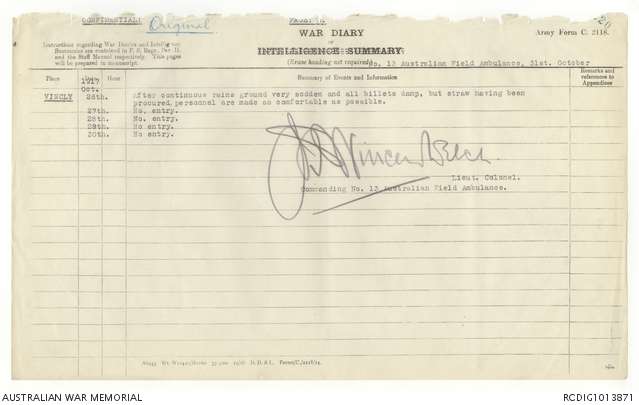 CONFIDENTIAL
Original
WAR DIARY
OR
INTELLIGENCE SUMMARY
(Erase heading not required)
Army Form C. 2118.
Instructions regarding War Diaries and Intelligence
Summaries are contained in F. S. Regs., Part II.
and the Staff Manual respectively. Title pages
will be prepared in manuscript.
No. 13 Australian Field Ambulance, 31st. October
Place
Date
Hour
Summary of Events and Information
Remarks and
references to
Appendices
1917
Oct.
VINCLY 26th. After continuous rains ground very sodden and all billets damp, but straw having been
procured personnel are made as comfortable as possible.
27th. No entry.
28th. No entry.
29th. No entry.
30th. No entry.
Lieut. Colonel.
Commanding No. 13 Australian Field Ambulance.
AUSTRALIAN WAR MEMORIAL
RCDIG1013871